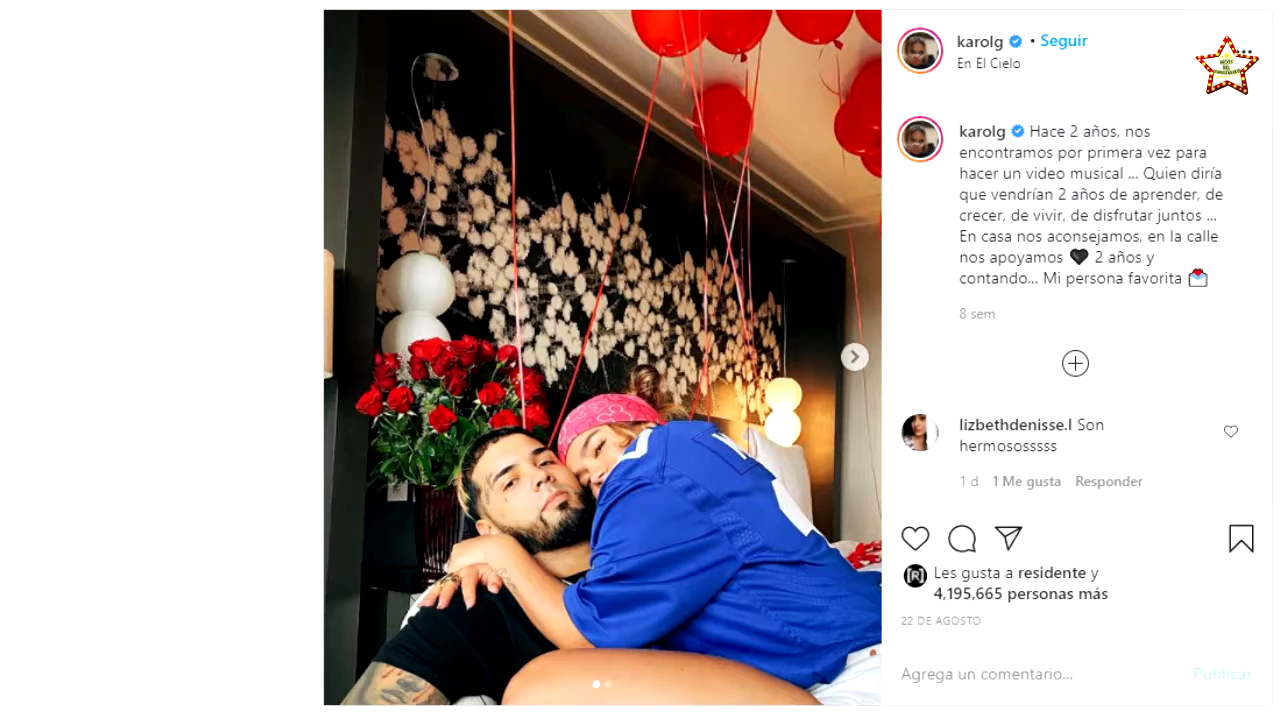 karolg • Seguir
En El Cielo
karolg Hace 2 años, nos
encontramos por primera vez para
hacer un video musical ... Quien diría
que vendrían 2 años de aprender, de
crecer, de vivir, de disfrutar juntos ...
En casa nos aconsejamos, en la calle
nos apoyamos 🖤 2 años y
contando... Mi persona favorita 💌
8 sem
lizbethdenisse.l Son
hermososssss
1 d 1 Me gusta Responder
Les gusta a residente y
4,195,665 personas más
22 DE AGOSTO
Agrega un comentario...
Publicar